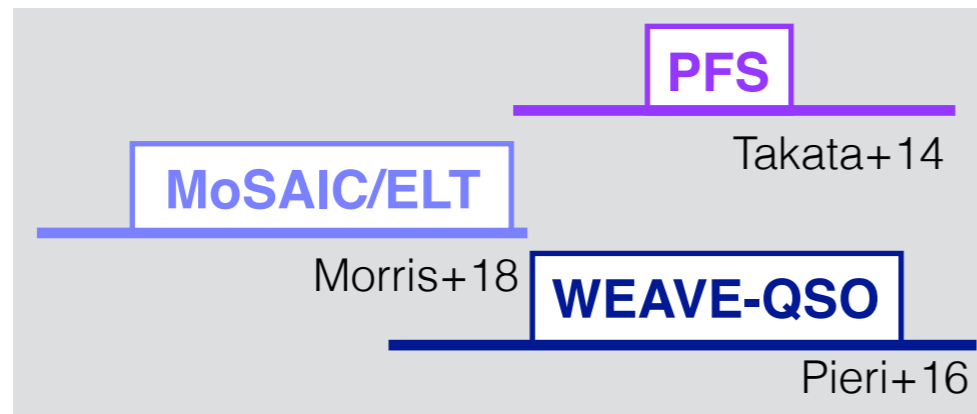 PFS
Takata+14
MoSAIC/ELT
Morris+18
WEAVE-QSO
Pieri+16